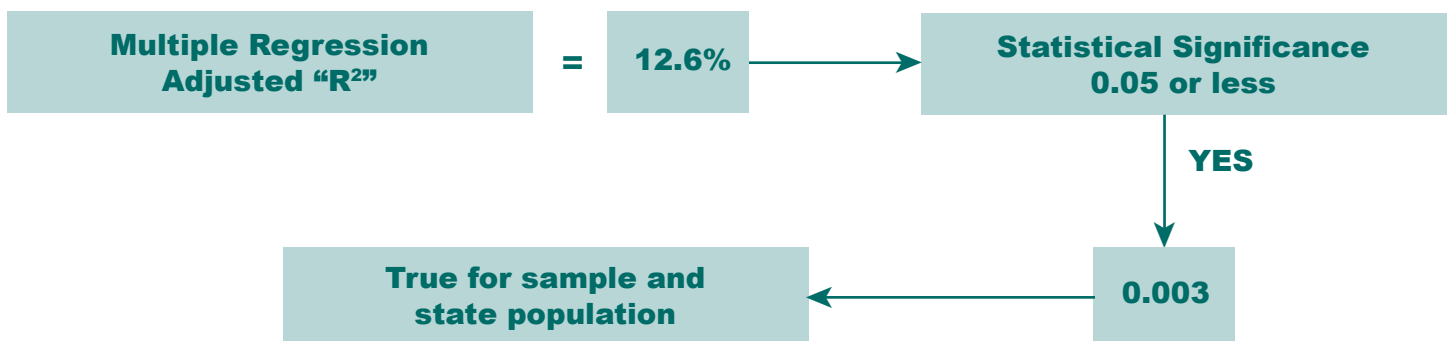 Multiple Regression
Adjusted “R²”
=
12.6%
Statistical Significance
0.05 or less
YES
0.003
True for sample and
state population